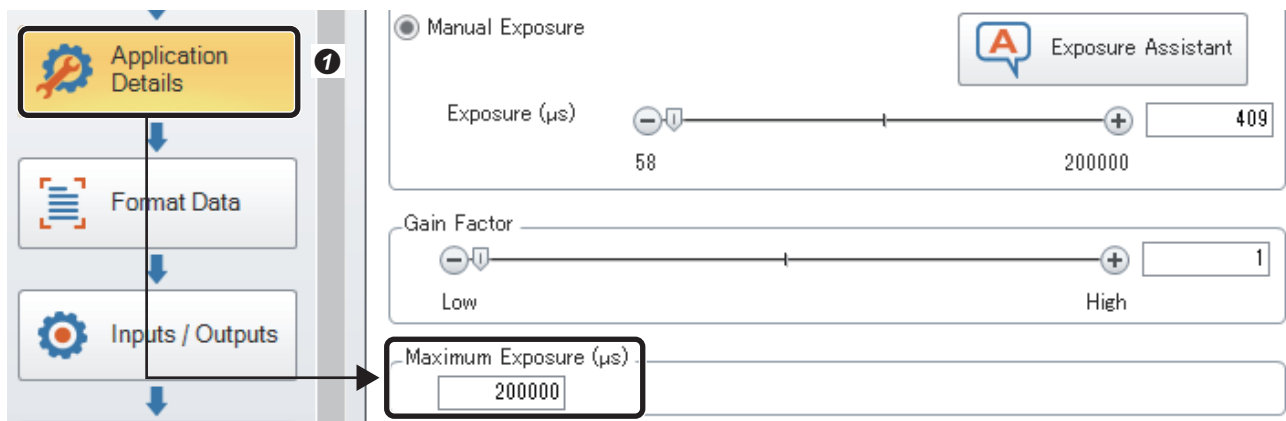 Application
Details
❶
Format Data
Inputs / Outputs
Manual Exposure
A
Exposure Assistant
Exposure (µs)
409
58
200000
Gain Factor
1
Low
High
Maximum Exposure (µs)
200000